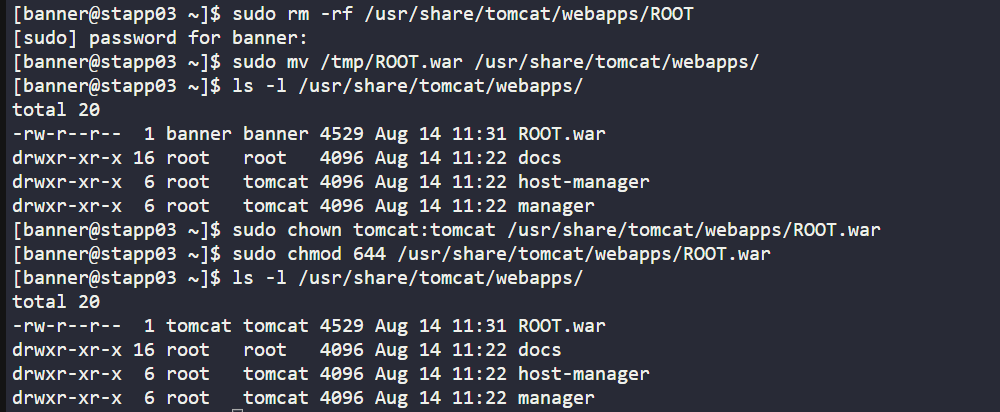 [banner@stapp03 ~]$ sudo rm -rf /usr/share/tomcat/webapps/ROOT
[sudo] password for banner:
[banner@stapp03 ~]$ sudo mv /tmp/ROOT.war /usr/share/tomcat/webapps/
[banner@stapp03 ~]$ ls -l /usr/share/tomcat/webapps/
total 20
-rw-r--r--  1 banner banner 4529 Aug 14 11:31 ROOT.war
drwxr-xr-x 16 root   root   4096 Aug 14 11:22 docs
drwxr-xr-x  6 root   tomcat 4096 Aug 14 11:22 host-manager
drwxr-xr-x  6 root   tomcat 4096 Aug 14 11:22 manager
[banner@stapp03 ~]$ sudo chown tomcat:tomcat /usr/share/tomcat/webapps/ROOT.war
[banner@stapp03 ~]$ sudo chmod 644 /usr/share/tomcat/webapps/ROOT.war
[banner@stapp03 ~]$ ls -l /usr/share/tomcat/webapps/
total 20
-rw-r--r--  1 tomcat tomcat 4529 Aug 14 11:31 ROOT.war
drwxr-xr-x 16 root   root   4096 Aug 14 11:22 docs
drwxr-xr-x  6 root   tomcat 4096 Aug 14 11:22 host-manager
drwxr-xr-x  6 root   tomcat 4096 Aug 14 11:22 manager